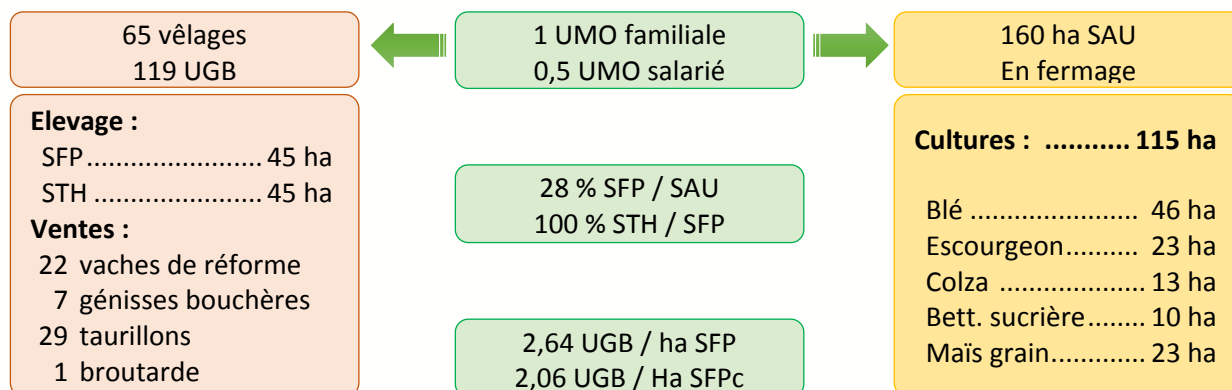 65 vêlages
119 UGB
1 UMO familiale
0,5 UMO salarié
160 ha SAU
En fermage
Elevage :
SFP....................... 45 ha
STH ...................... 45 ha
Ventes :
22 vaches de réforme
7 génisses bouchères
29 taurillons
1 broutarde
28 % SFP / SAU
100 % STH / SFP
2,64 UGB / ha SFP
2,06 UGB / Ha SFPc
Cultures : .......... 115 ha
Blé ....................... 46 ha
Escourgeon.......... 23 ha
Colza .................... 13 ha
Bett. sucrière....... 10 ha
Maïs grain............ 23 ha